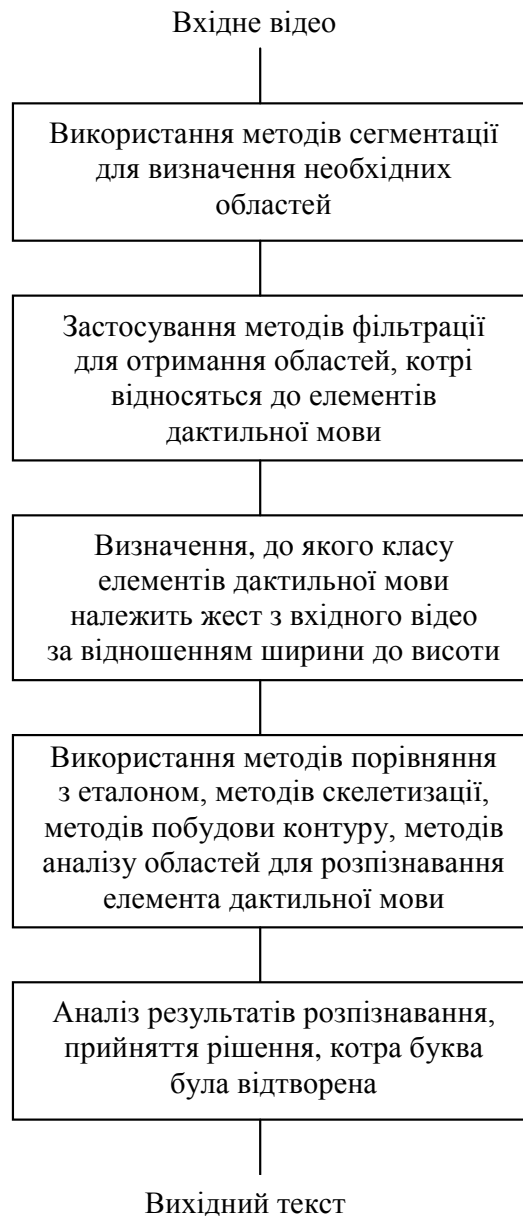 Вхідне відео
Використання методів сегментації
для визначення необхідних
областей
Застосування методів фільтрації
для отримання областей, котрі
відносяться до елементів
дактильної мови
Визначення, до якого класу
елементів дактильної мови
належить жест з вхідного відео
за відношенням ширини до висоти
Використання методів порівняння
з еталоном, методів скелетизації,
методів побудови контуру, методів
аналізу областей для розпізнавання
елемента дактильної мови
Аналіз результатів розпізнавання,
прийняття рішення, котра буква
була відтворена
Вихідний текст